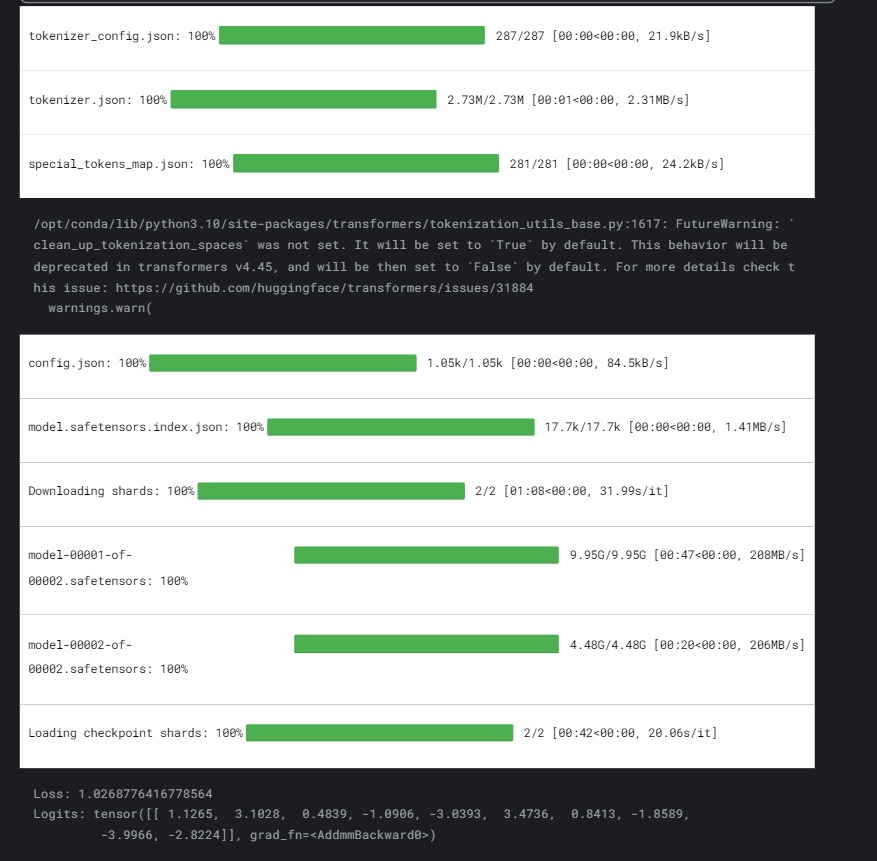 tokenizer_config.json: 100% 287/287 [00:00<00:00, 21.9kB/s]
tokenizer.json: 100% 2.73M/2.73M [00:01<00:00, 2.31MB/s]
special_tokens_map.json: 100% 281/281 [00:00<00:00, 24.2kB/s]
/opt/conda/lib/python3.10/site-packages/transformers/tokenization_utils_base.py:1617: FutureWarning: `
clean_up_tokenization_spaces` was not set. It will be set to `True` by default. This behavior will be
deprecated in transformers v4.45, and will be then set to `False` by default. For more details check t
his issue: https://github.com/huggingface/transformers/issues/31884
  warnings.warn(
config.json: 100% 1.05k/1.05k [00:00<00:00, 84.5kB/s]
model.safetensors.index.json: 100% 17.7k/17.7k [00:00<00:00, 1.41MB/s]
Downloading shards: 100% 2/2 [01:08<00:00, 31.99s/it]
model-00001-of- 9.95G/9.95G [00:47<00:00, 208MB/s]
00002.safetensors: 100%
model-00002-of- 4.48G/4.48G [00:20<00:00, 206MB/s]
00002.safetensors: 100%
Loading checkpoint shards: 100% 2/2 [00:42<00:00, 20.06s/it]
Loss: 1.0268776416778564
Logits: tensor([[ 1.1265,  3.1028,  0.4839, -1.0906, -3.0393,  3.4736,  0.8413, -1.8589,
         -3.9966, -2.8224]], grad_fn=<AddmmBackward0>)